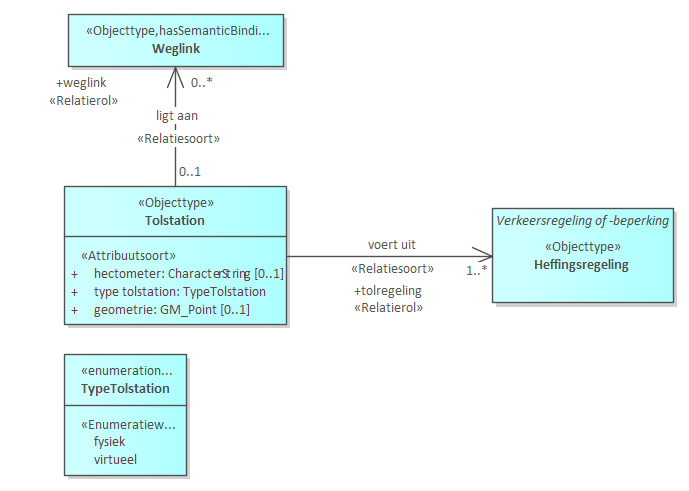 «Objecttype,hasSemanticBindi...
Weglink
+weglink
0..*
«Relatierol»
ligt aan
«Relatiesoort»
0..1
«Objecttype»
Tolstation
«Attribuutsoort»
+ hectometer: CharacterString [0..1]
+ type tolstation: TypeTolstation
+ geometrie: GM_Point [0..1]
voert uit
«Relatiesoort»
1..*
+tolregeling
«Relatierol»
Verkeersregeling of -beperking
«Objecttype»
Heffingsregeling
«enumeration...
TypeTolstation
«Enumeratiew...
fysiek
virtueel